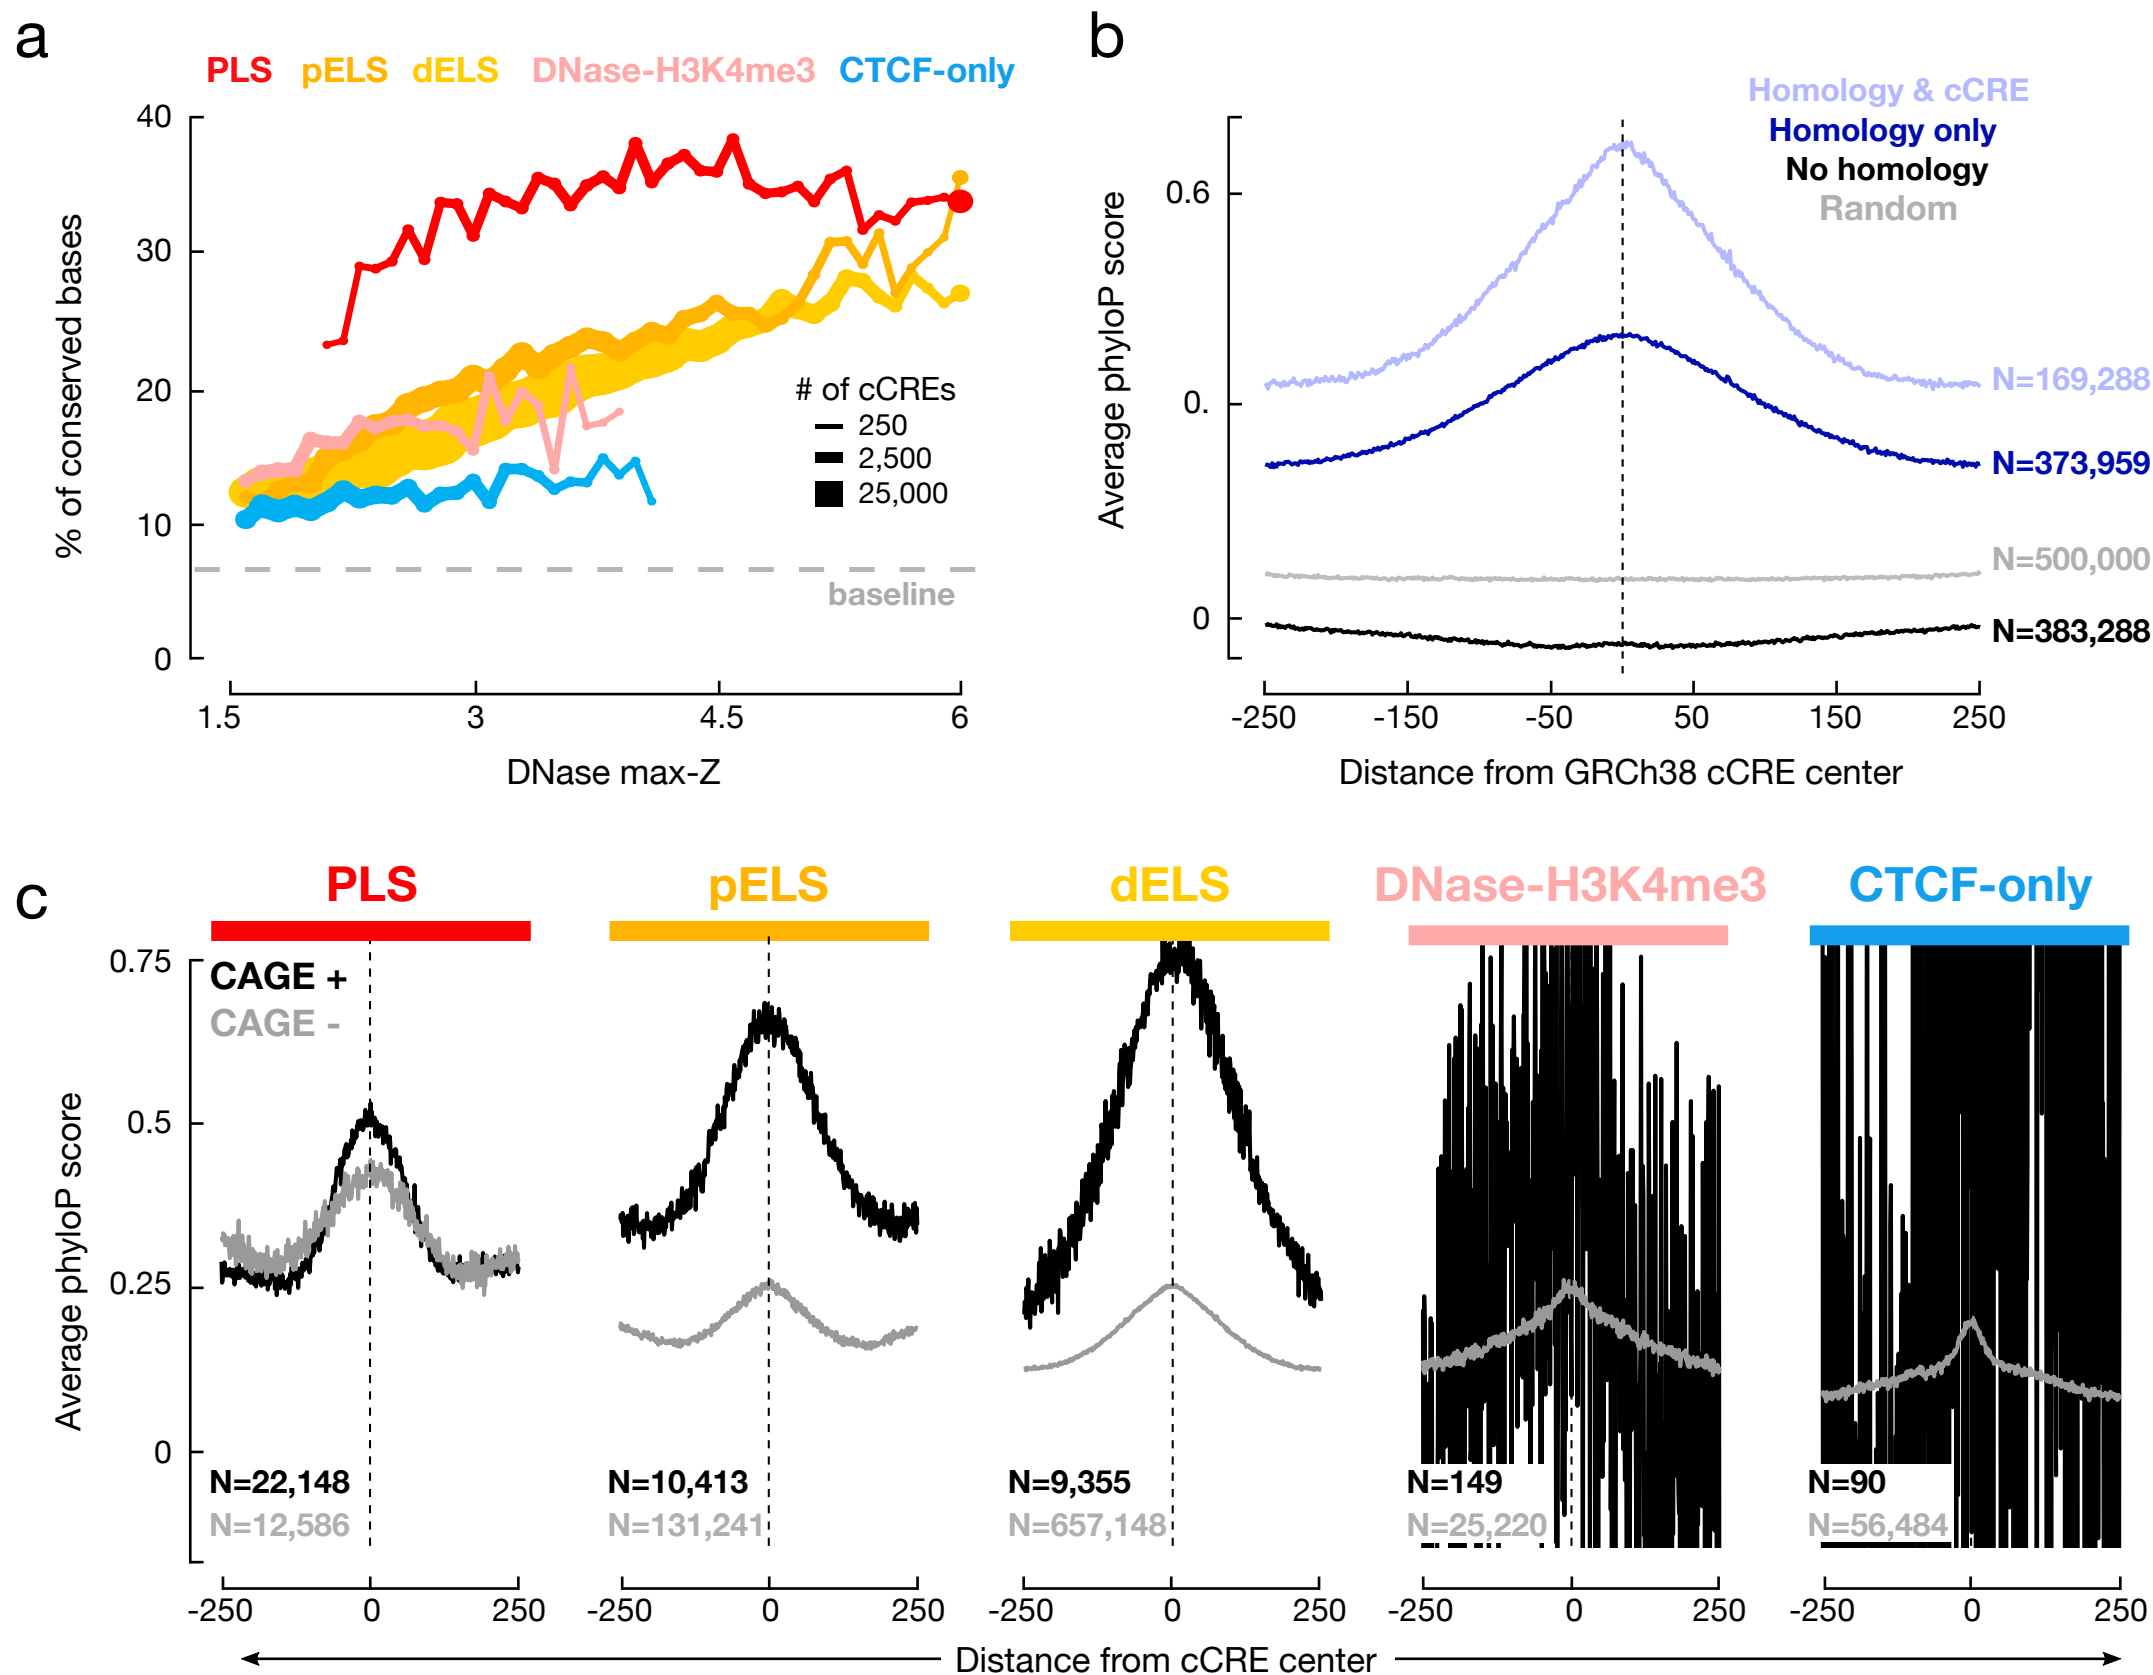 a
PLS pELS dELS DNase-H3K4me3 CTCF-only
40
30
20
10
0
% of conserved bases
# of cCREs
250
2,500
25,000
baseline
1.5 3 4.5 6
DNase max-Z
b
Homology & cCRE
Homology only
No homology
Random
0.6
0.
0
Average phyloP score
N=169,288
N=373,959
N=500,000
N=383,288
-250 -150 -50 50 150 250
Distance from GRCh38 cCRE center
c
PLS pELS dELS DNase-H3K4me3 CTCF-only
0.75
0.5
0.25
0
Average phyloP score
CAGE +
CAGE -
N=22,148 N=10,413 N=9,355 N=149 N=90
N=12,586 N=131,241 N=657,148 N=25,220 N=56,484
-250 0 250 -250 0 250 -250 0 250 -250 0 250 -250 0 250
Distance from cCRE center